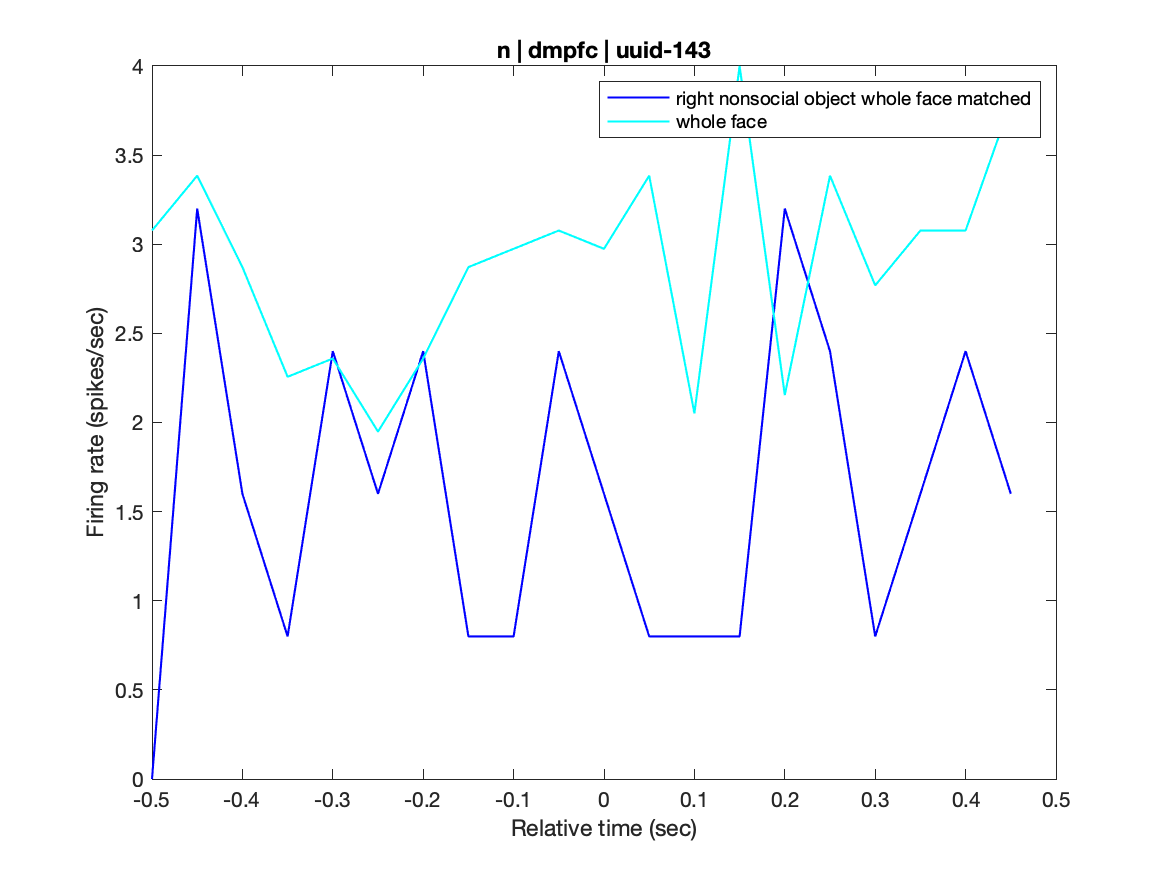 n | dmpfc | uuid-143
right nonsocial object whole face matched
whole face
4
3.5
3
2.5
2
1.5
1
0.5
0
Firing rate (spikes/sec)
-0.5 -0.4 -0.3 -0.2 -0.1 0 0.1 0.2 0.3 0.4 0.5
Relative time (sec)